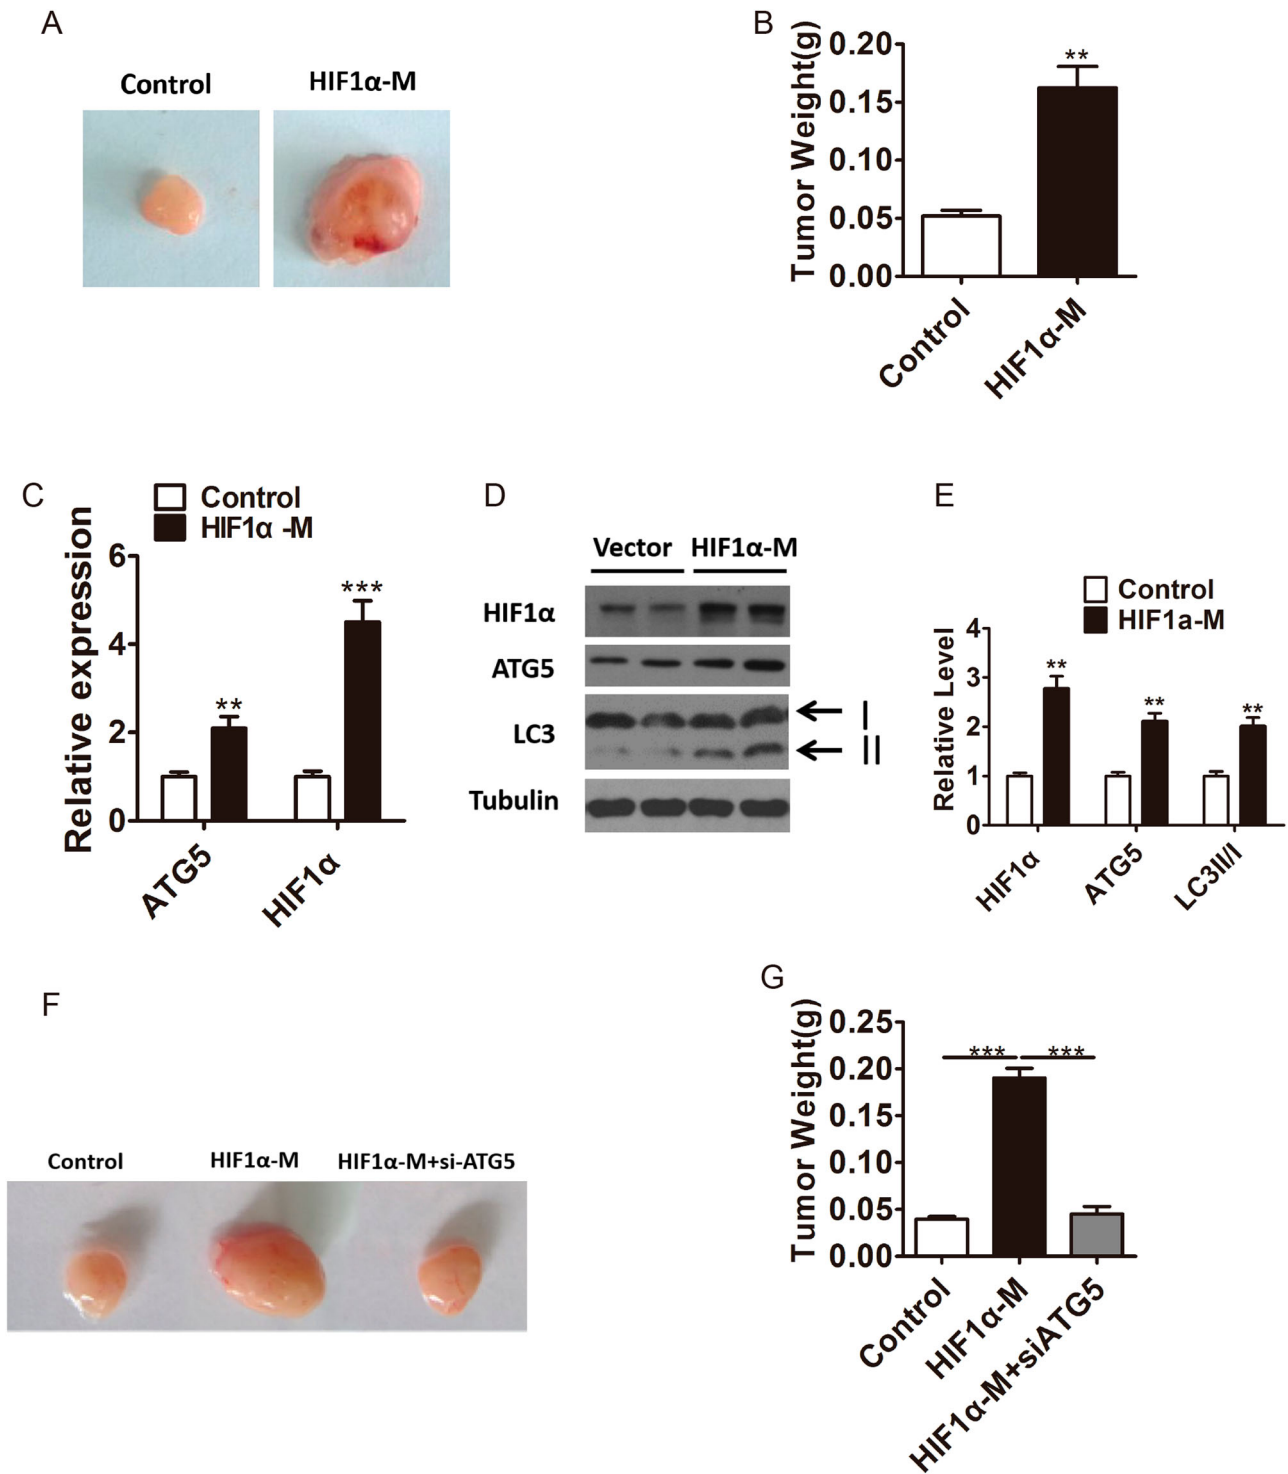 A
Control
HIF1α-M
B
Tumor Weight(g)
0.20
0.15
0.10
0.05
0.00
**
Control
HIF1α-M
C
Control
HIF1α -M
Relative expression
6
4
2
0
**
***
ATG5
HIF1α
D
Vector
HIF1α-M
HIF1α
ATG5
LC3
Tubulin
I
II
E
Control
HIF1a-M
Relative Level
4
3
2
1
0
**
**
**
HIF1α
ATG5
LC3II/I
F
Control
HIF1α-M
HIF1α-M+si-ATG5
G
Tumor Weight(g)
0.25
0.20
0.15
0.10
0.05
0.00
***
***
Control
HIF1α-M
HIF1α-M+siATG5